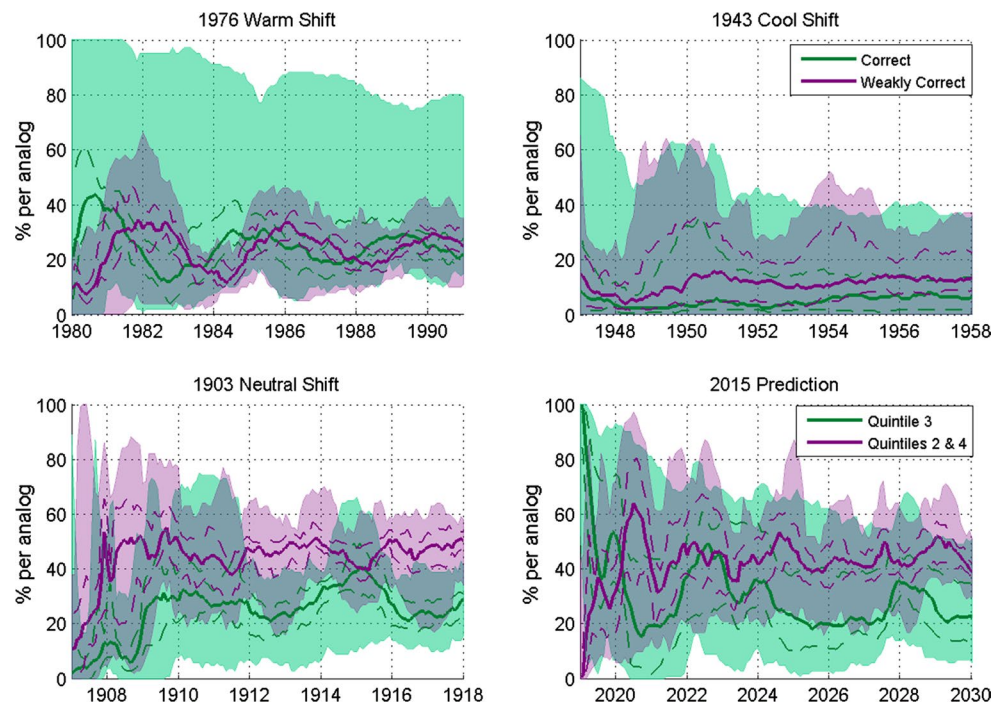 1976 Warm Shift
% per analog
100
80
60
40
20
0
1980 1982 1984 1986 1988 1990
1943 Cool Shift
% per analog
100
80
60
40
20
0
1948 1950 1952 1954 1956 1958
Correct
Weakly Correct
1903 Neutral Shift
% per analog
100
80
60
40
20
0
1908 1910 1912 1914 1916 1918
2015 Prediction
% per analog
100
80
60
40
20
0
2020 2022 2024 2026 2028 2030
Quintile 3
Quintiles 2 & 4